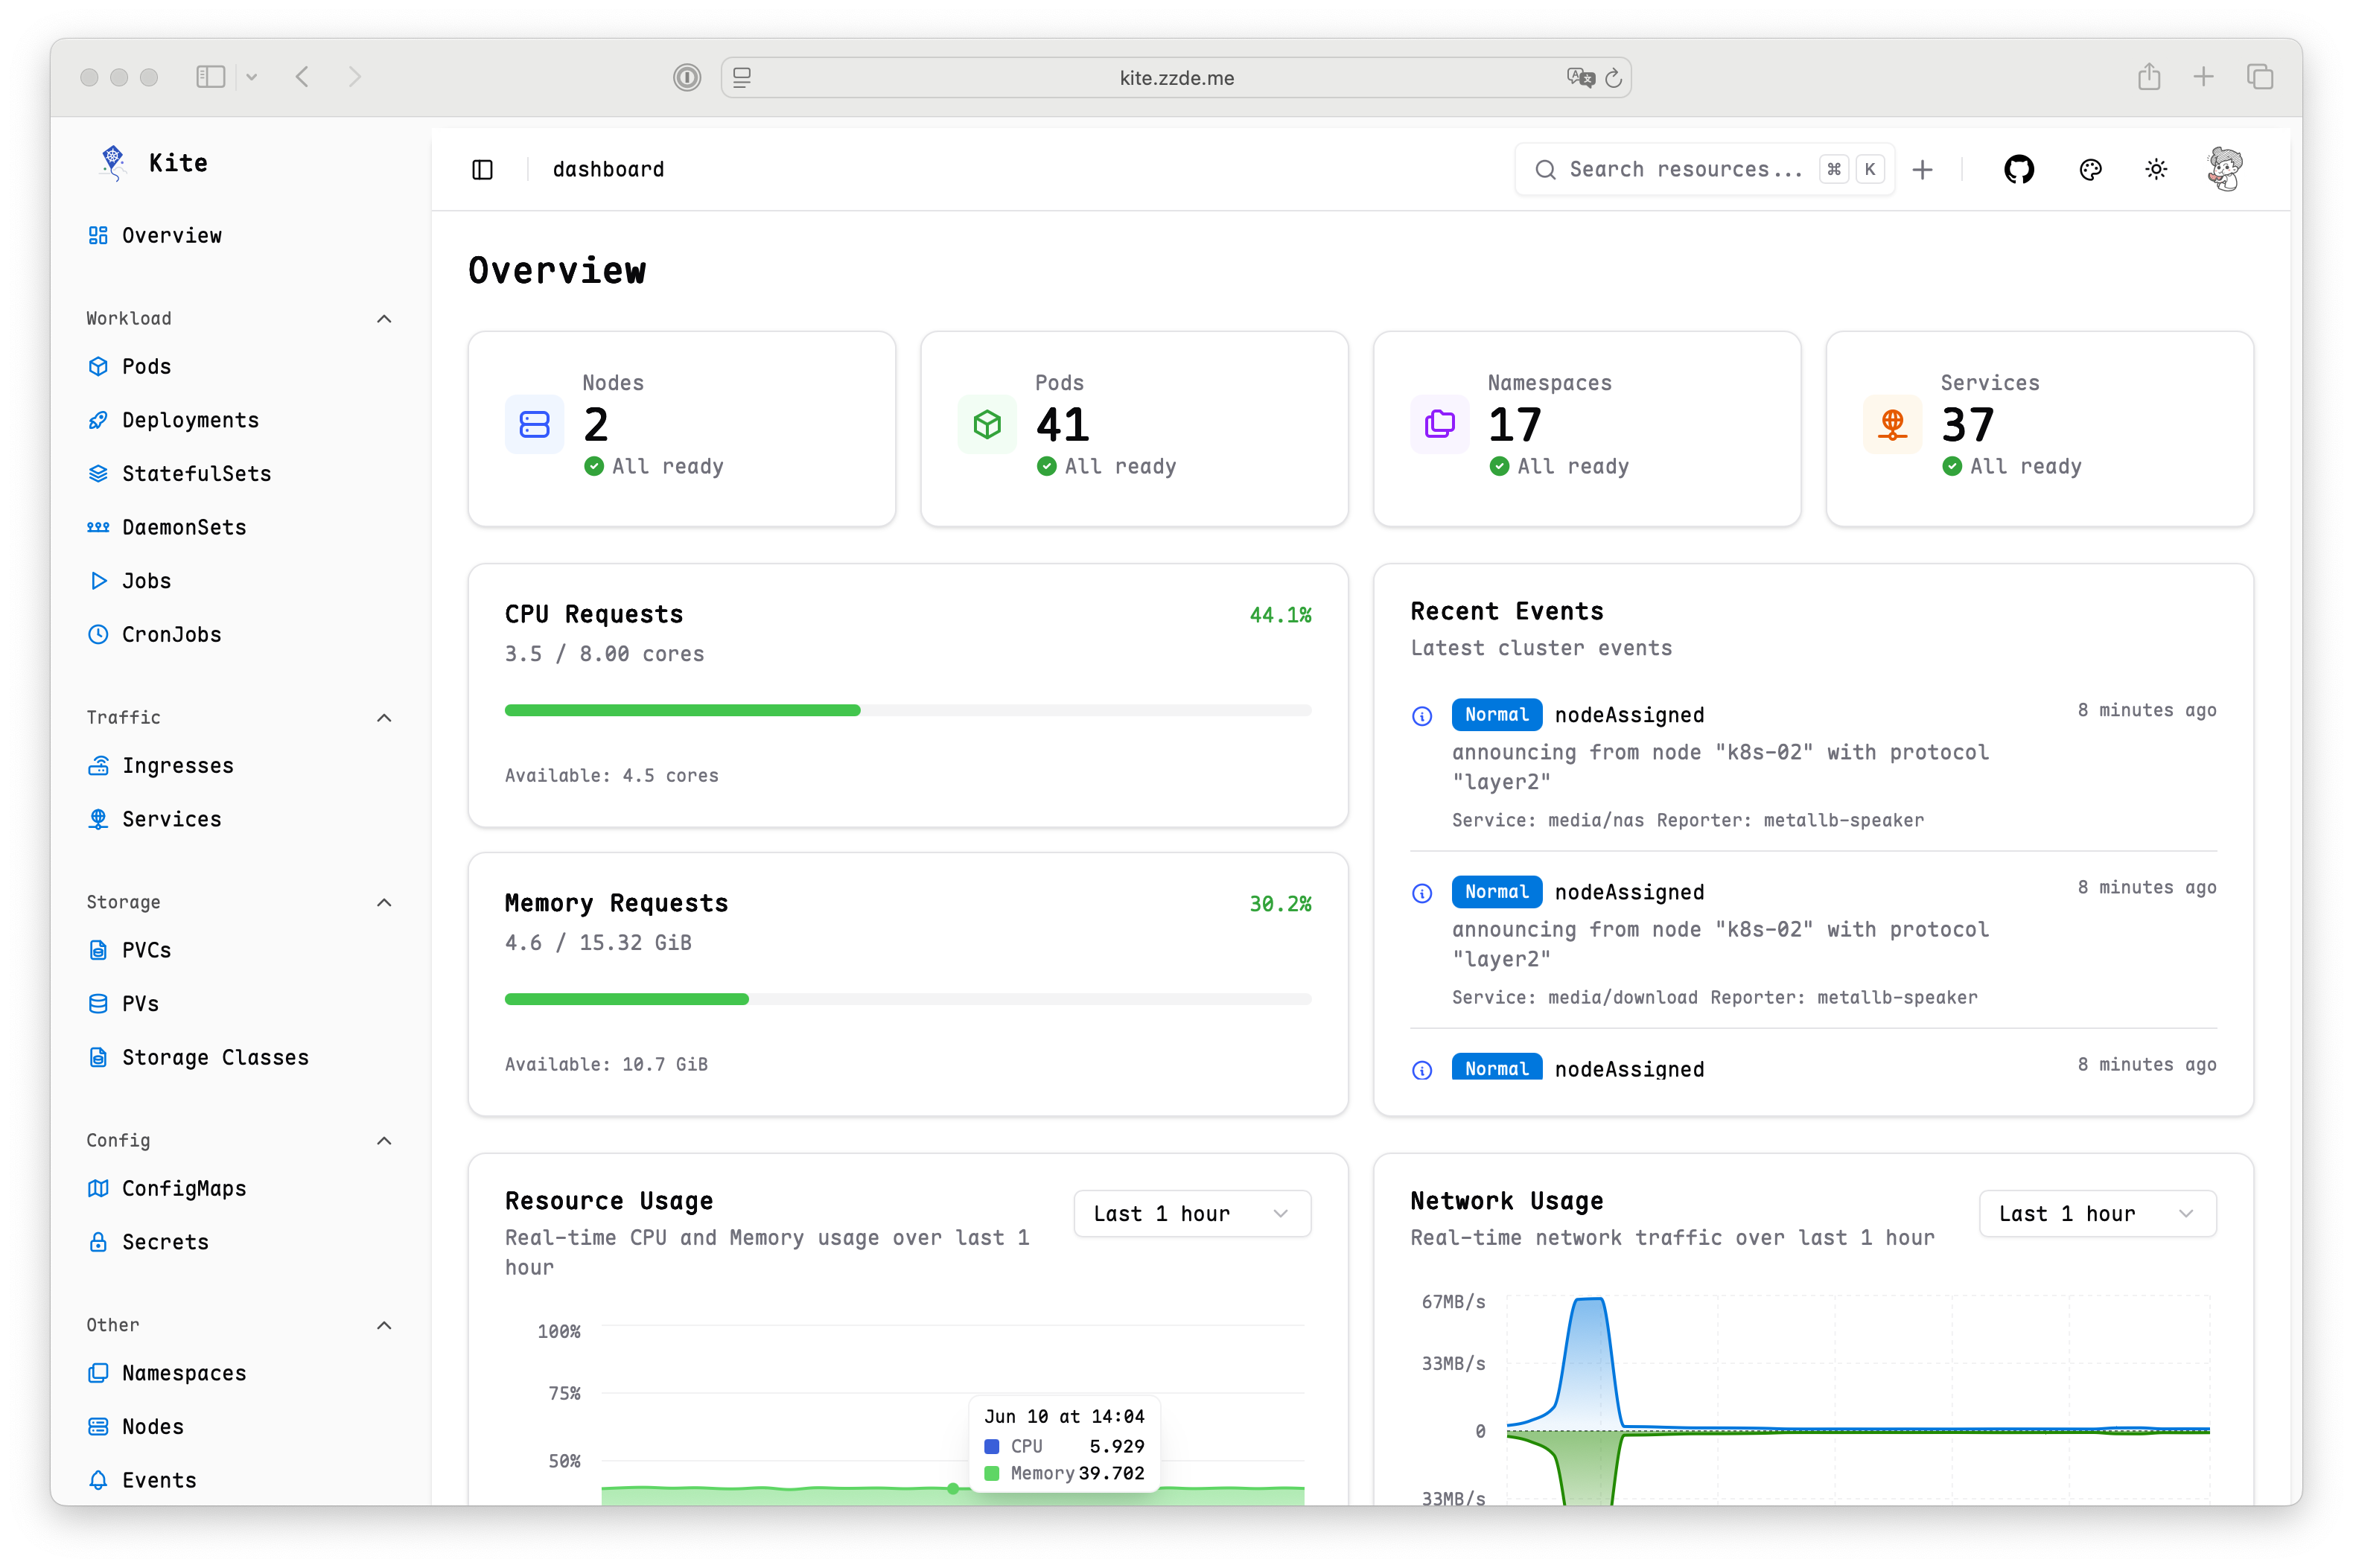 kite.zzde.me
Kite
Overview
Workload
Pods
Deployments
StatefulSets
DaemonSets
Jobs
CronJobs
Traffic
Ingresses
Services
Storage
PVCs
PVs
Storage Classes
Config
ConfigMaps
Secrets
Other
Namespaces
Nodes
Events
dashboard
Search resources... ⌘ K
Overview
Nodes
2
All ready
Pods
41
All ready
Namespaces
17
All ready
Services
37
All ready
CPU Requests 44.1%
3.5 / 8.00 cores
Available: 4.5 cores
Memory Requests 30.2%
4.6 / 15.32 GiB
Available: 10.7 GiB
Recent Events
Latest cluster events
Normal nodeAssigned 8 minutes ago
announcing from node "k8s-02" with protocol
"layer2"
Service: media/nas Reporter: metallb-speaker
Normal nodeAssigned 8 minutes ago
announcing from node "k8s-02" with protocol
"layer2"
Service: media/download Reporter: metallb-speaker
Normal nodeAssigned 8 minutes ago
Resource Usage
Last 1 hour
Real-time CPU and Memory usage over last 1
hour
100%
75%
50%
Jun 10 at 14:04
CPU 5.929
Memory 39.702
Network Usage
Last 1 hour
Real-time network traffic over last 1 hour
67MB/s
33MB/s
0
33MB/s